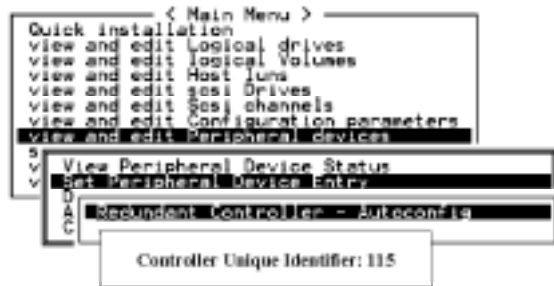 < Main Menu >
Quick installation
view and edit Logical drives
view and edit logical Volumes
view and edit Host luns
view and edit scsi Drives
view and edit Scsi channels
view and edit Configuration parameters
view and edit Peripheral devices
s
v
v
View Peripheral Device Status
Set Peripheral Device Entry
D
A
C
Redundant Controller - Autoconfig
Controller Unique Identifier: 115